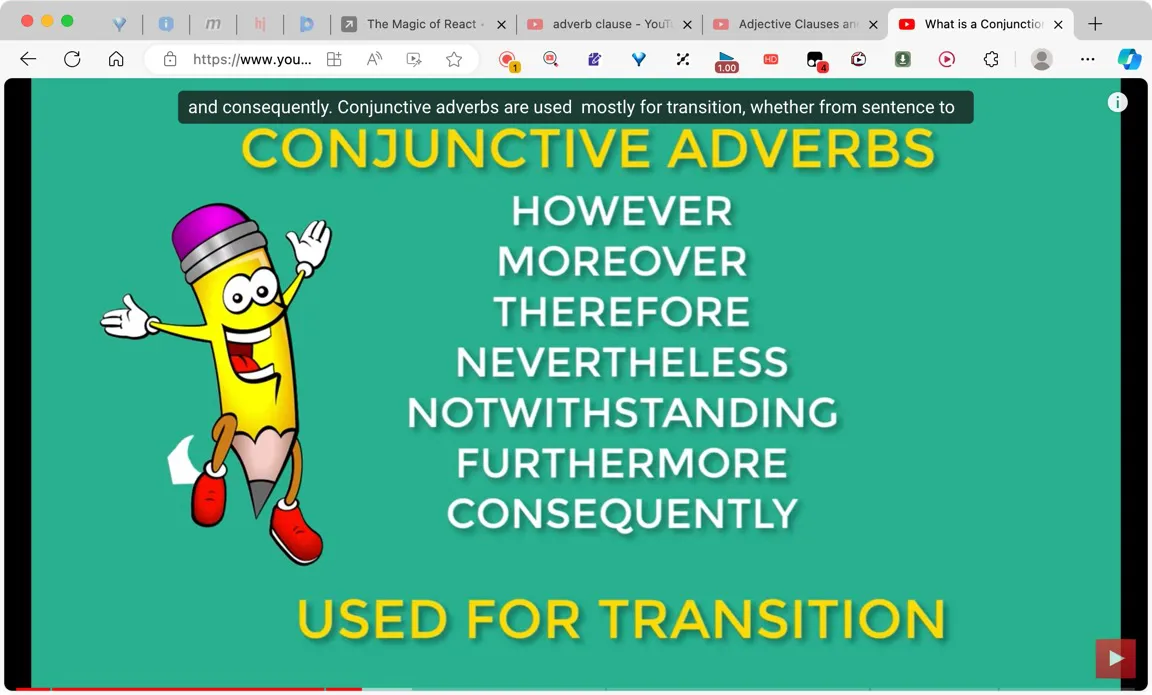 m
hj
The Magic of React
adverb clause - YouTu
Adjective Clauses an
What is a Conjunctio
https://www.you...
A
1
1.00
HD
4
and consequently. Conjunctive adverbs are used mostly for transition, whether from sentence to
i
CONJUNCTIVE ADVERBS
HOWEVER
MOREOVER
THEREFORE
NEVERTHELESS
NOTWITHSTANDING
FURTHERMORE
CONSEQUENTLY
USED FOR TRANSITION